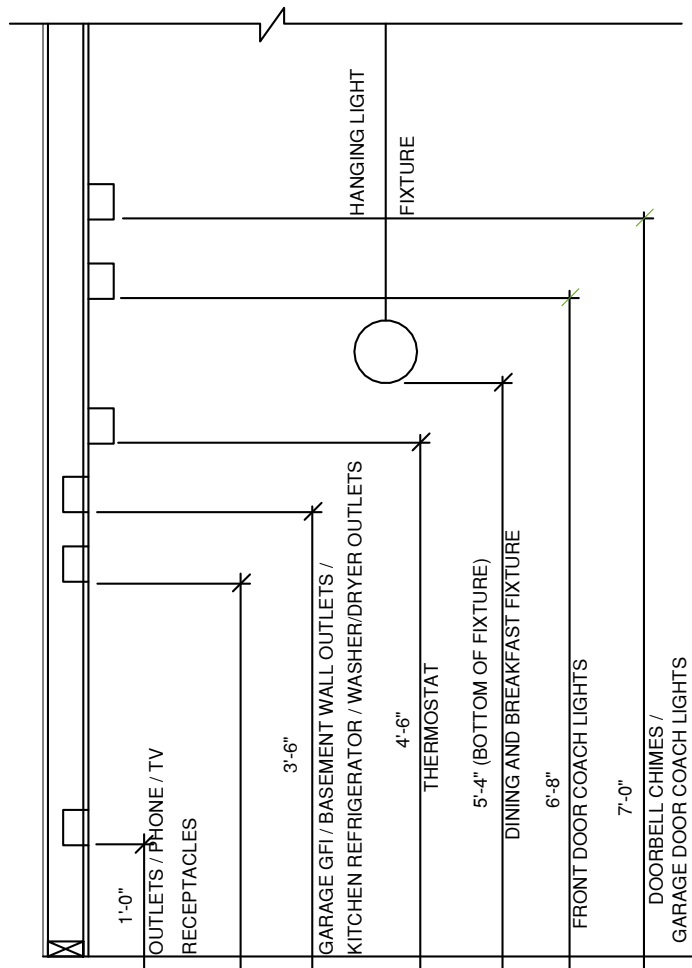 HANGING LIGHT
FIXTURE
1'-0"
OUTLETS / PHONE / TV
RECEPTACLES
3'-6"
GARAGE GFI / BASEMENT WALL OUTLETS /
KITCHEN REFRIGERATOR / WASHER/DRYER OUTLETS
4'-6"
THERMOSTAT
5'-4" (BOTTOM OF FIXTURE)
DINING AND BREAKFAST FIXTURE
6'-8"
FRONT DOOR COACH LIGHTS
7'-0"
DOORBELL CHIMES /
GARAGE DOOR COACH LIGHTS